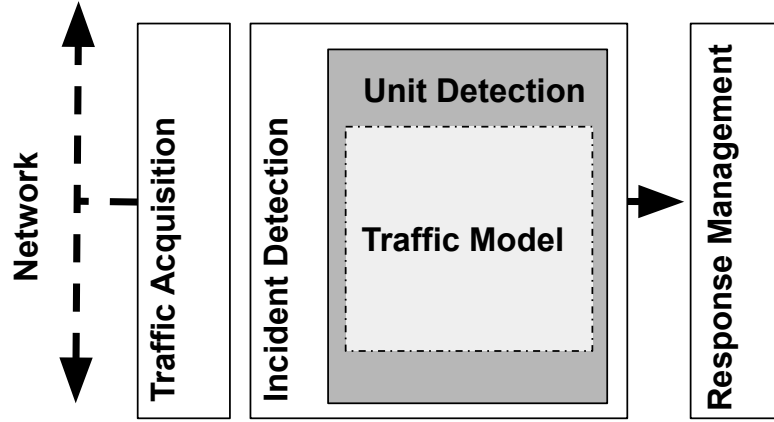 Network
Traffic Acquisition
Incident Detection
Unit Detection
Traffic Model
Response Management